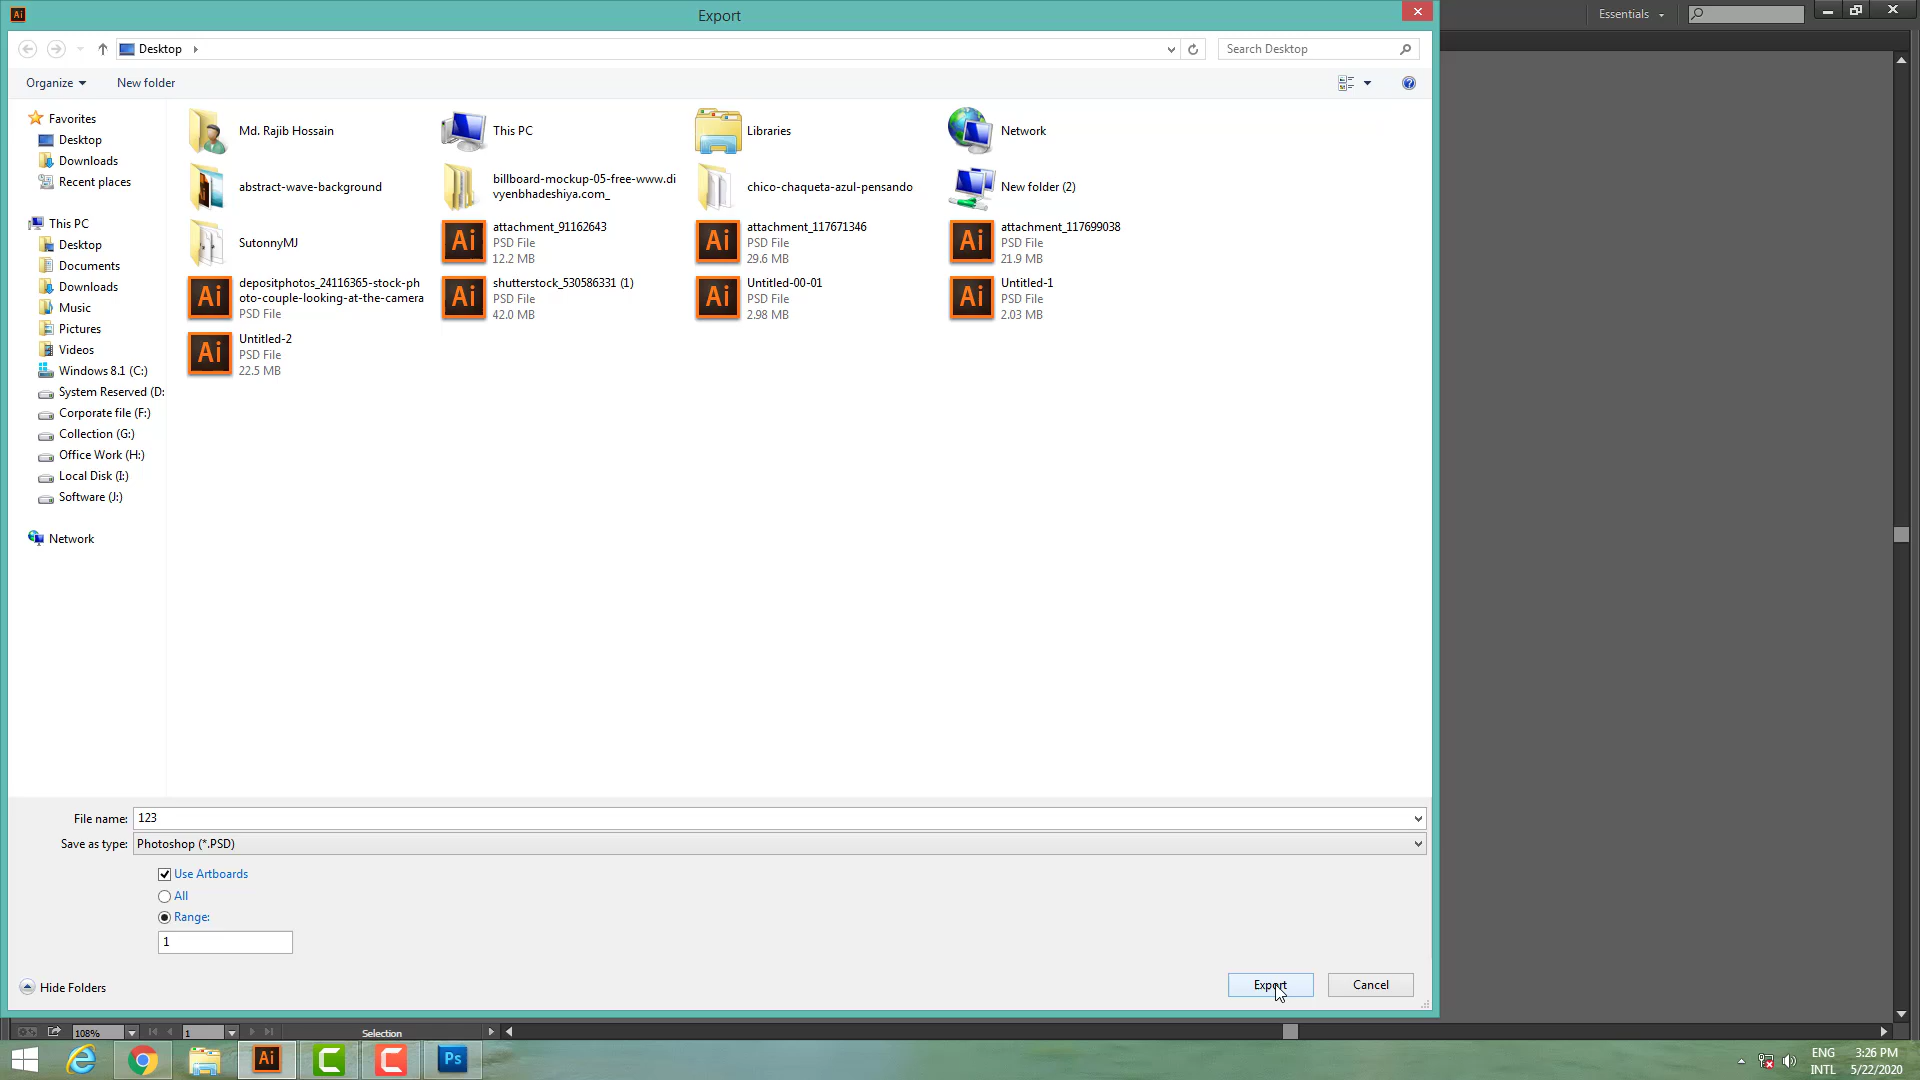 Ai
Export
Essentials
Desktop
Search Desktop
Organize
New folder
Favorites
Desktop
Downloads
Recent places
This PC
Desktop
Documents
Downloads
Music
Pictures
Videos
Windows 8.1 (C:)
System Reserved (D:
Corporate file (F:)
Collection (G:)
Office Work (H:)
Local Disk (I:)
Software (J:)
Network
Md. Rajib Hossain
This PC
Libraries
Network
abstract-wave-background
billboard-mockup-05-free-www.di
vyenbhadeshiya.com_
chico-chaqueta-azul-pensando
New folder (2)
SutonnyMJ
Ai
attachment_91162643
PSD File
12.2 MB
Ai
attachment_117671346
PSD File
29.6 MB
Ai
attachment_117699038
PSD File
21.9 MB
Ai
depositphotos_24116365-stock-ph
oto-couple-looking-at-the-camera
PSD File
Ai
shutterstock_530586331 (1)
PSD File
42.0 MB
Ai
Untitled-00-01
PSD File
2.98 MB
Ai
Untitled-1
PSD File
2.03 MB
Ai
Untitled-2
PSD File
22.5 MB
File name: 123
Save as type: Photoshop (*.PSD)
Use Artboards
All
Range:
1
Hide Folders
Export
Cancel
108%
1
Selection
Ai
Ps
ENG
INTL
3:26 PM
5/22/2020